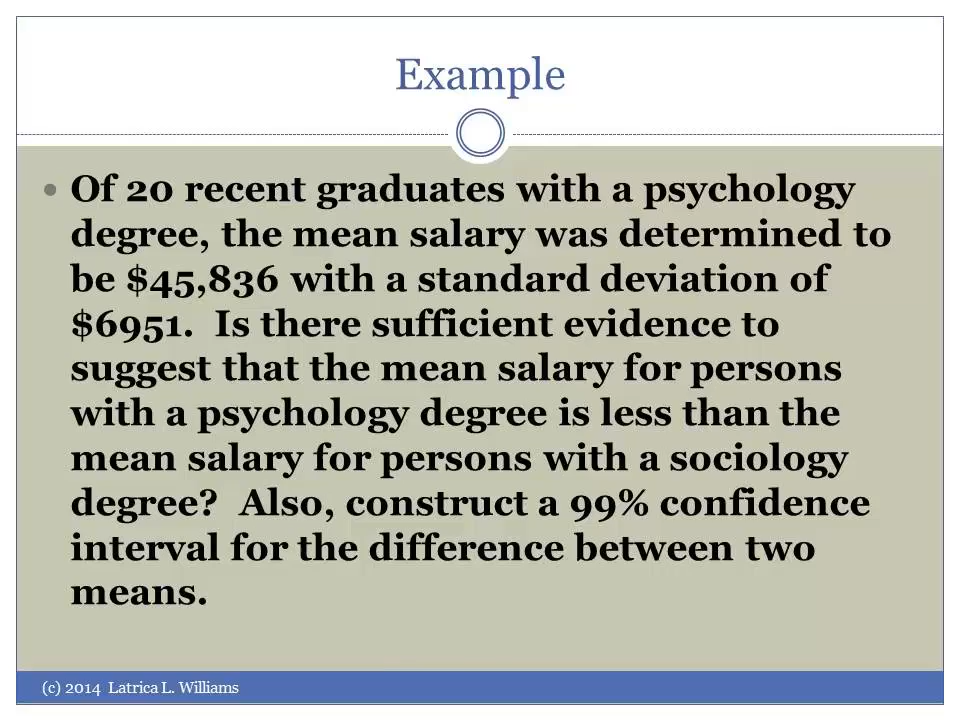 Example
• Of 20 recent graduates with a psychology
degree, the mean salary was determined to
be $45,836 with a standard deviation of
$6951.  Is there sufficient evidence to
suggest that the mean salary for persons
with a psychology degree is less than the
mean salary for persons with a sociology
degree?  Also, construct a 99% confidence
interval for the difference between two
means.
(c) 2014  Latrica L. Williams